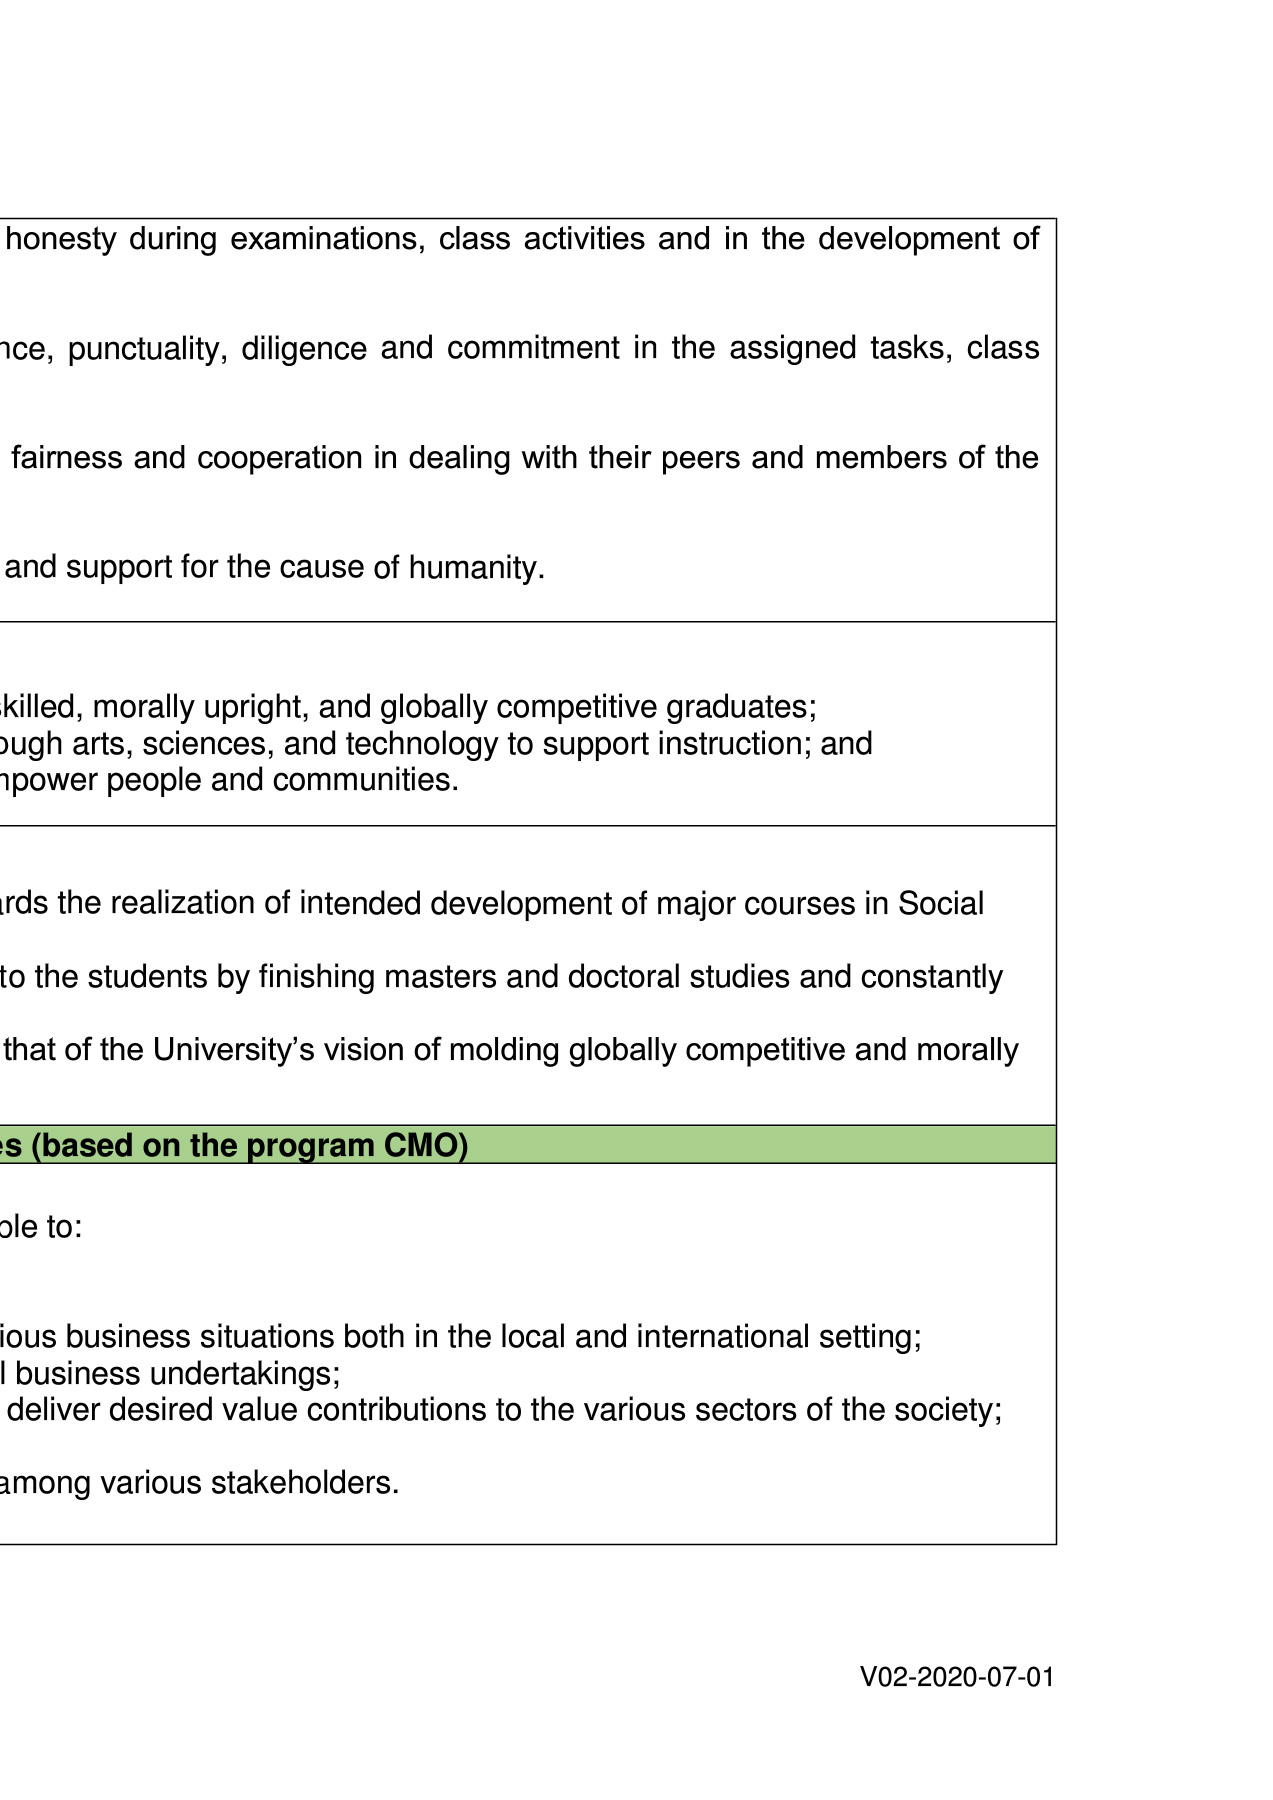 honesty during examinations, class activities and in the development of
nce, punctuality, diligence and commitment in the assigned tasks, class
fairness and cooperation in dealing with their peers and members of the
and support for the cause of humanity.
skilled, morally upright, and globally competitive graduates;
ough arts, sciences, and technology to support instruction; and
mpower people and communities.
ards the realization of intended development of major courses in Social
to the students by finishing masters and doctoral studies and constantly
that of the University’s vision of molding globally competitive and morally
es (based on the program CMO)
ble to:
ious business situations both in the local and international setting;
l business undertakings;
deliver desired value contributions to the various sectors of the society;
among various stakeholders.
V02-2020-07-01